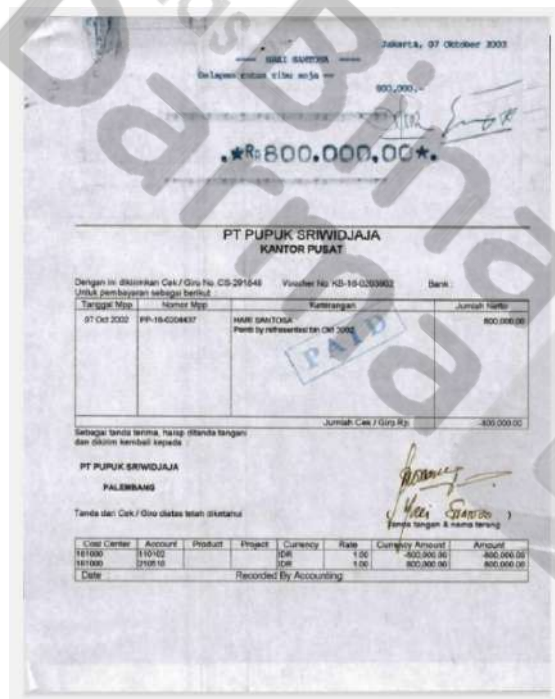 Jakarta, 07 Oktober 2003
HARI SANTOSA
Delapan ratus ribu saja
800,000.-
.*Rp800.000,00*.
PT PUPUK SRIWIDJAJA
KANTOR PUSAT
Dengan ini dikirimkan Cek / Giro No. CS-291648 Voucher No. KB-16-0203902 Bank :
Untuk pembayaran sebagai berikut :
Tanggal Mpp Nomor Mpp Keterangan Jumlah Netto
07 Oct 2002 PP-16-0204437 HARI SANTOSA 800,000.00
Pemb by refresentesi bln Okt 2002
PAID
Jumlah Cek / Giro Rp. -800,000.00
Sebagai tanda terima, harap ditanda tangani
dan dikirim kembali kepada
PT PUPUK SRIWIDJAJA
PALEMBANG
Tanda dan Cek / Giro diatas telah diketahui
( Hari Santoso )
tanda tangan & nama terang
Cost Center Account Product Project Currency Rate Currency Amount Amount
161000 110102 IDR 1.00 -800,000.00 -800,000.00
161000 210510 IDR 1.00 800,000.00 800,000.00
Date : Recorded By Accounting: